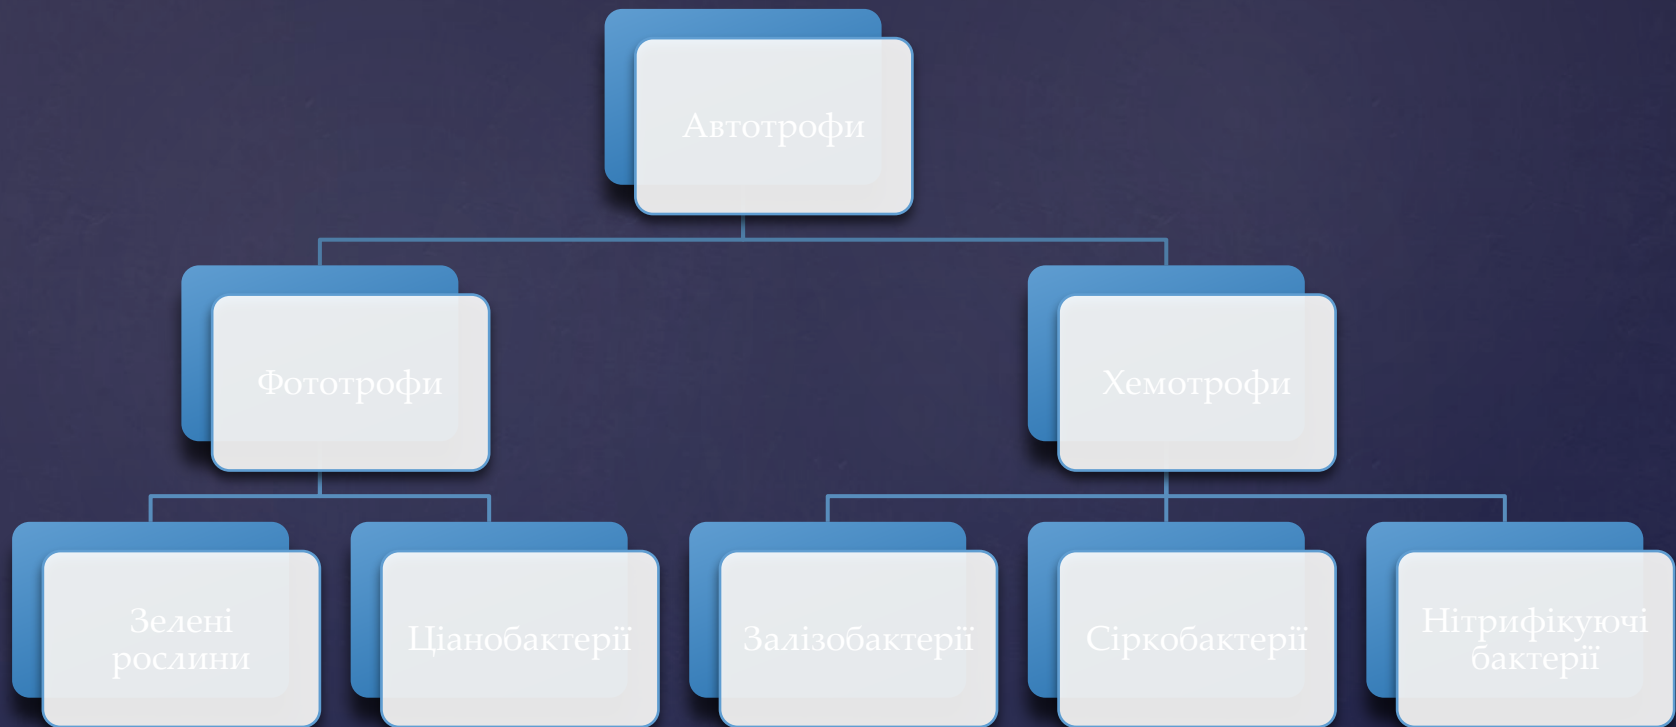 Автотрофи
Фототрофи
Хемотрофи
Зелені
рослини
Ціанобактерії
Залізобактерії
Сіркобактерії
Нітрифікуючі
бактерії